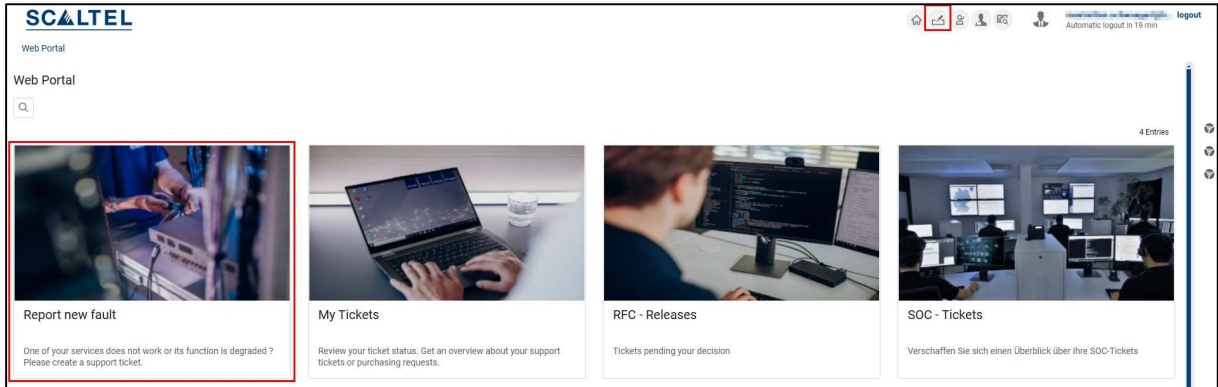 SCALTEL
logout
Automatic logout in 19 min
Web Portal
Web Portal
4 Entries
Report new fault
One of your services does not work or its function is degraded ?
Please create a support ticket.
My Tickets
Review your ticket status. Get an overview about your support
tickets or purchasing requests.
RFC - Releases
Tickets pending your decision
SOC - Tickets
Verschaffen Sie sich einen Überblick über Ihre SOC-Tickets